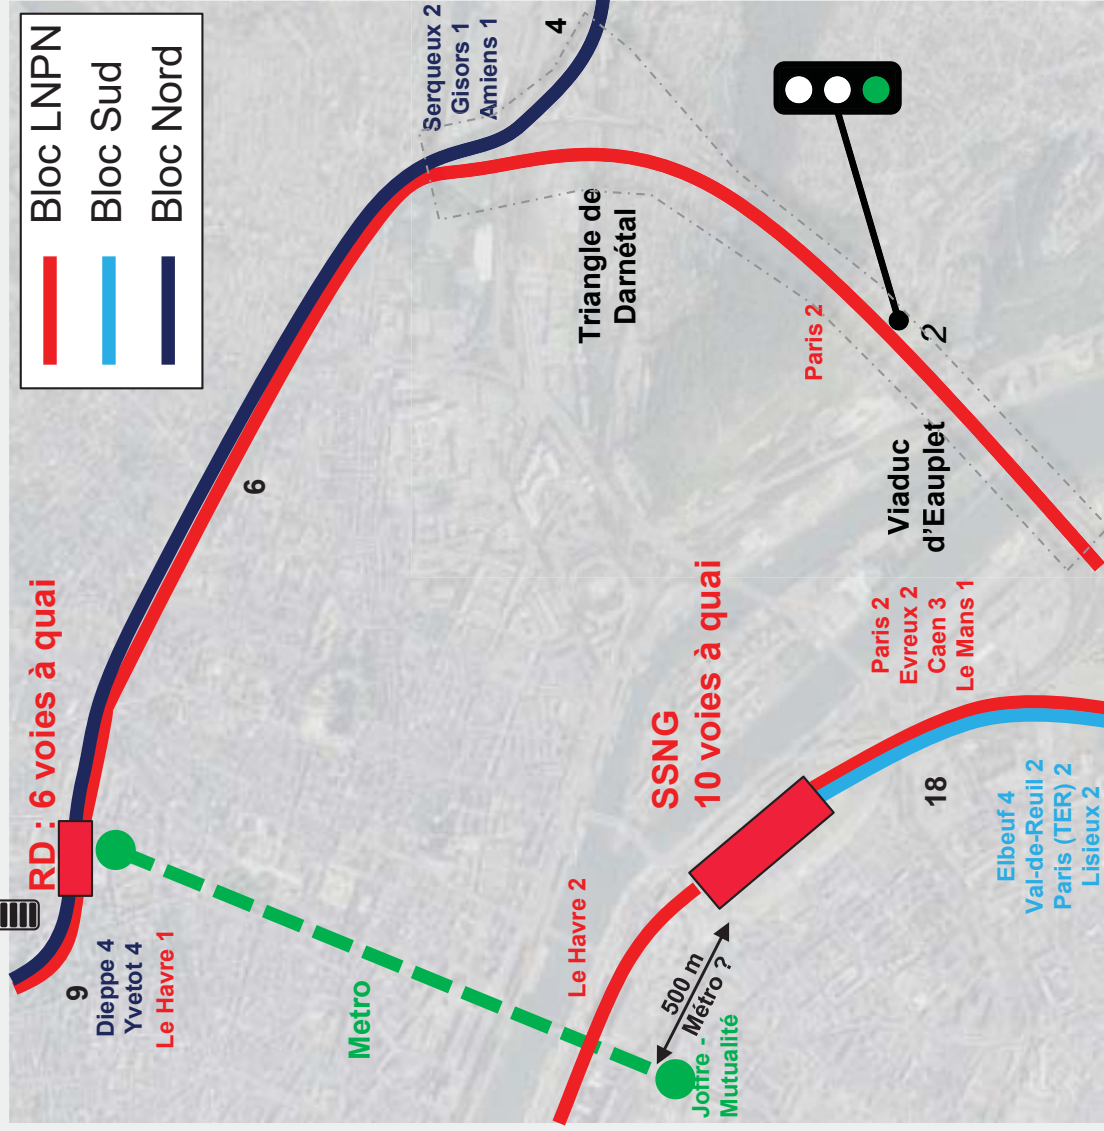 RD : 6 voies à quai
Bloc LNPN
Bloc Sud
Bloc Nord
9
Dieppe 4
Yvetot 4
Le Havre 1
6
Metro
Serqueux 2
Gisors 1
Amiens 1
4
Triangle de
Darnétal
Le Havre 2
SSNG
10 voies à quai
500 m
Métro ?
Joffre -
Mutualité
Paris 2
2
Viaduc
d'Eauplet
Paris 2
Evreux 2
Caen 3
Le Mans 1
18
Elbeuf 4
Val-de-Reuil 2
Paris (TER) 2
Lisieux 2